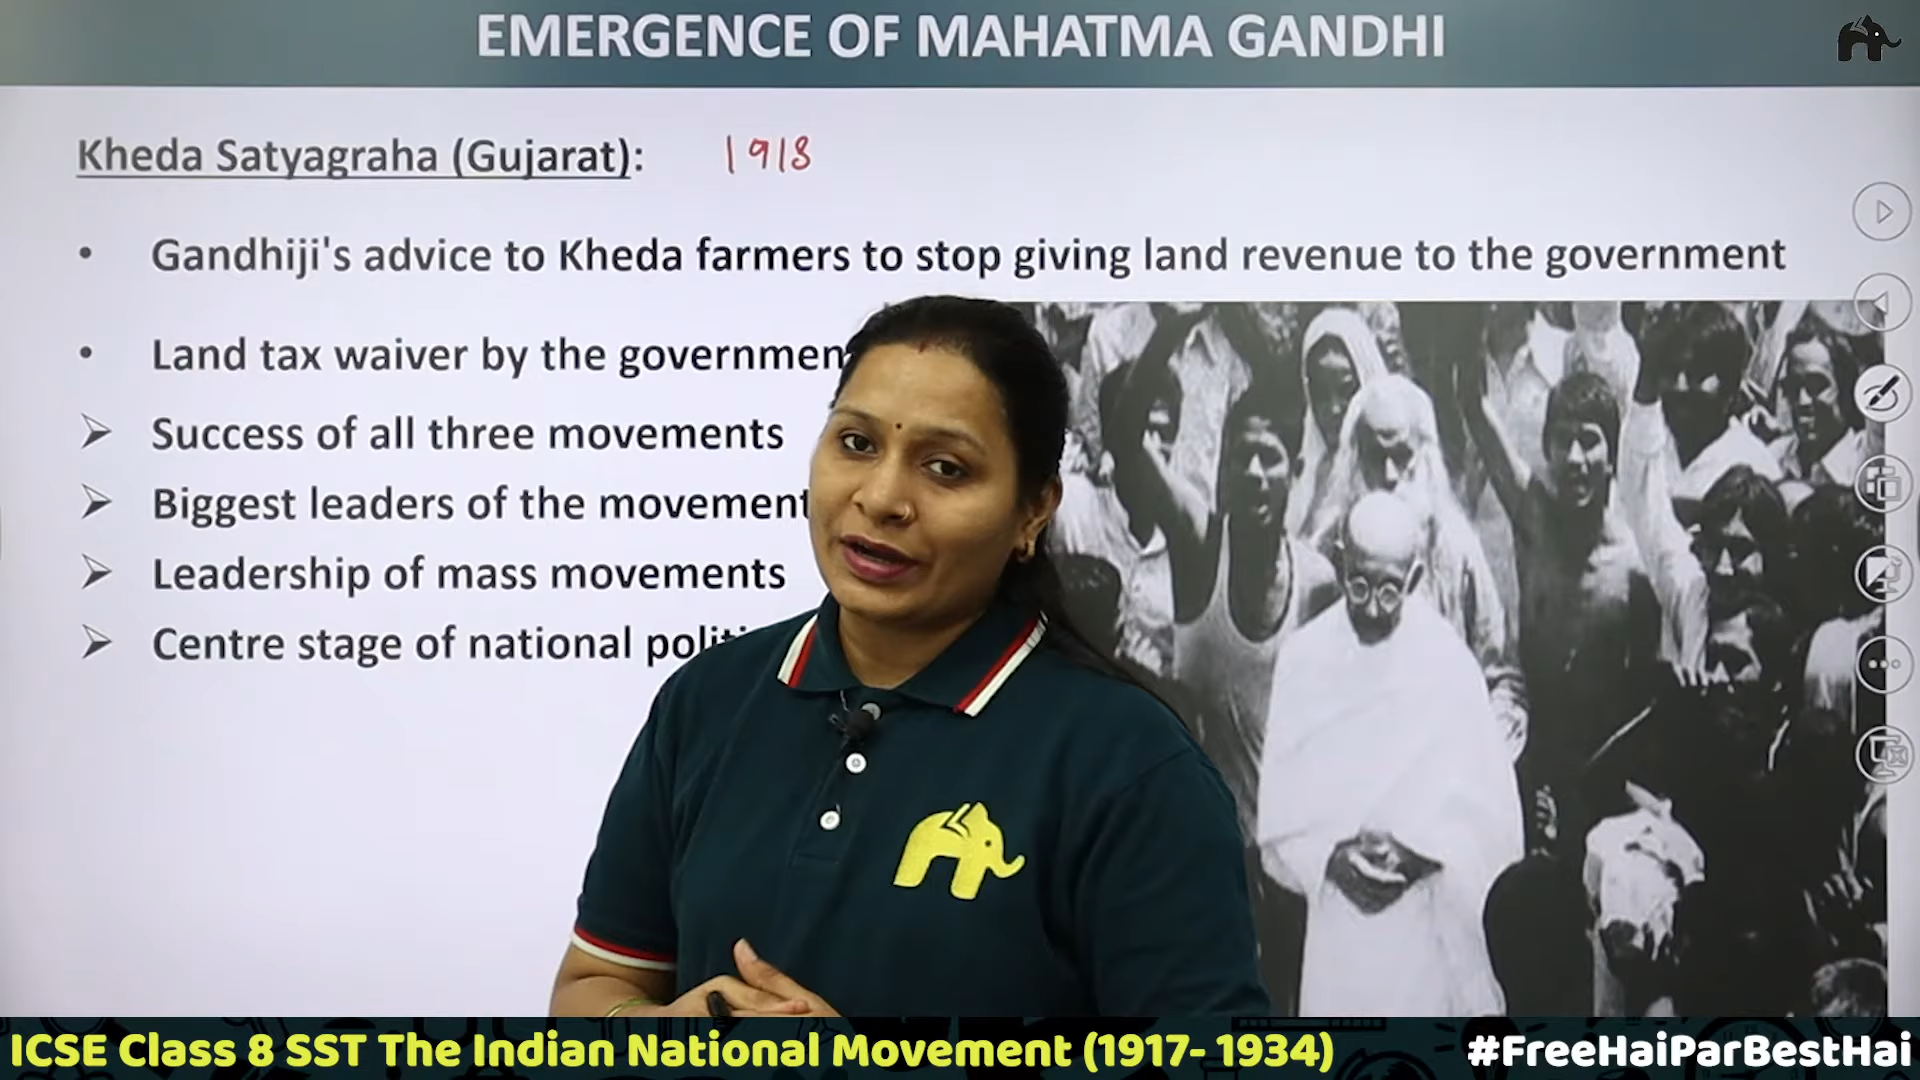 EMERGENCE OF MAHATMA GANDHI
Kheda Satyagraha (Gujarat): 1918
• Gandhiji's advice to Kheda farmers to stop giving land revenue to the government
• Land tax waiver by the governmen
➢ Success of all three movements
➢ Biggest leaders of the movement
➢ Leadership of mass movements
➢ Centre stage of national polit
ICSE Class 8 SST The Indian National Movement (1917- 1934) #FreeHaiParBestHai